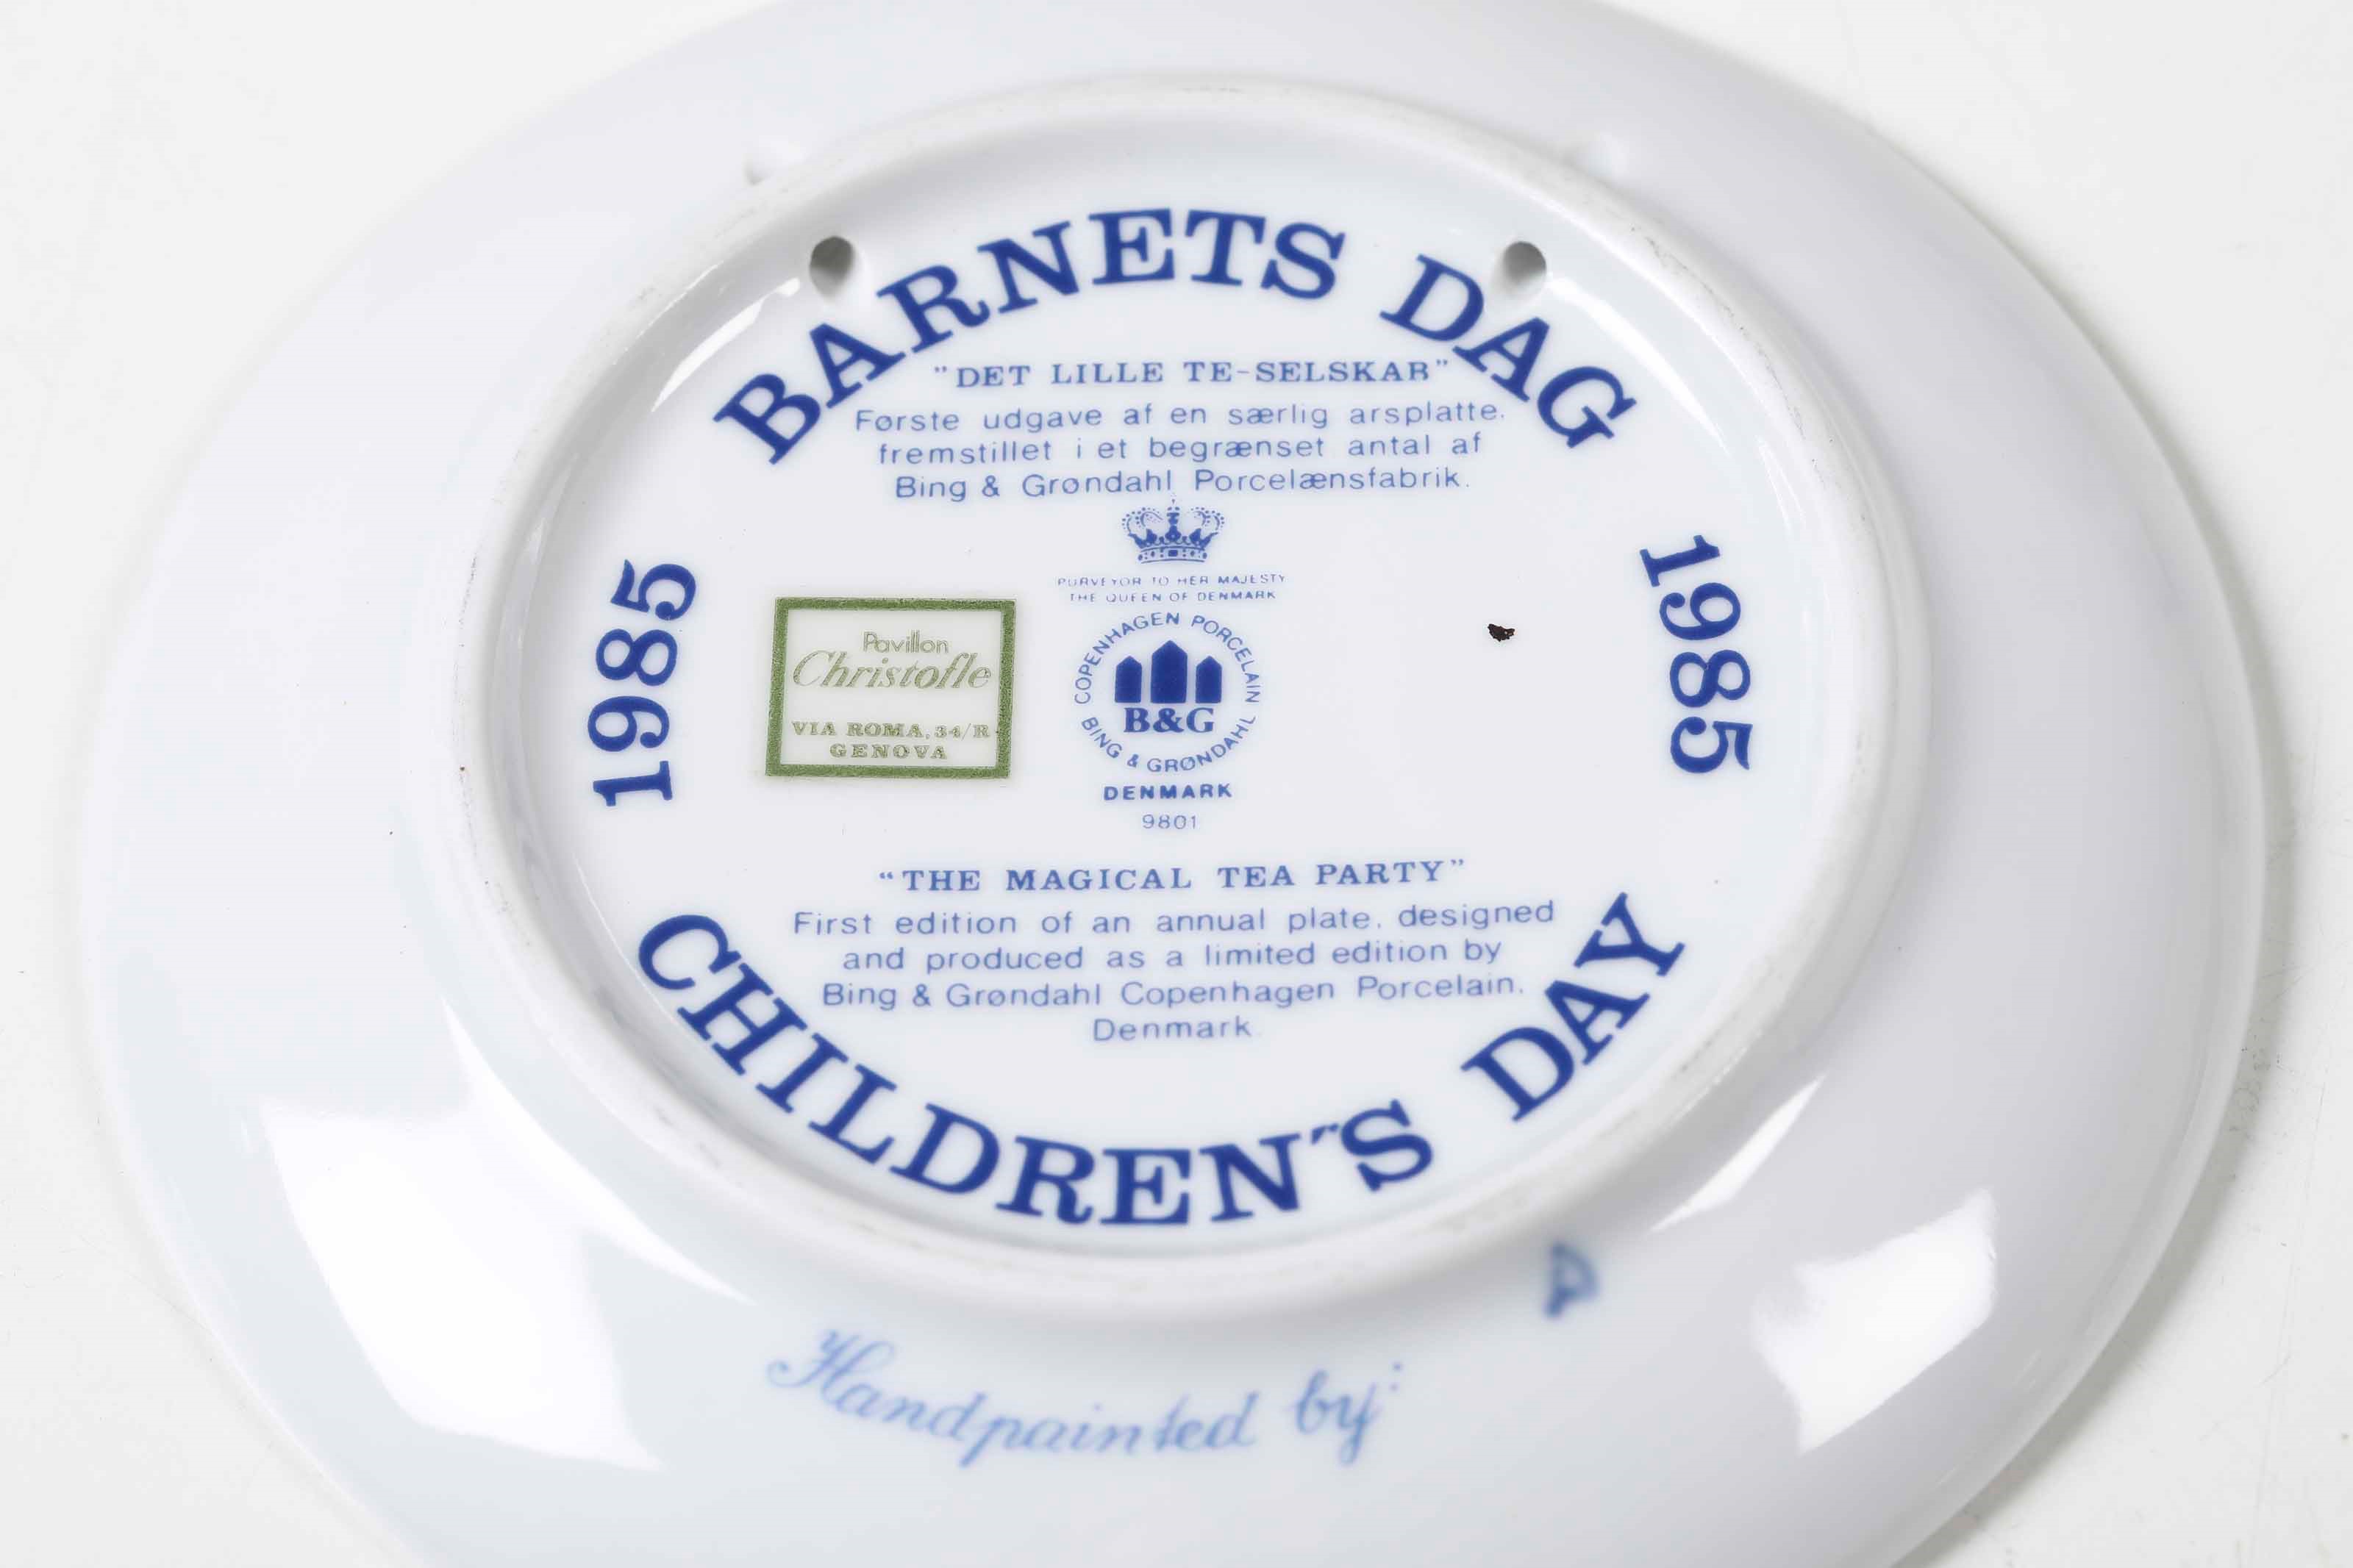 BARNETS DAG
"DET LILLE TE-SELSKAB"
Første udgave af en særlig arsplatte,
fremstillet i et begrænset antal af
Bing & Grøndahl Porcelænsfabrik.
PURVEYOR TO HER MAJESTY
THE QUEEN OF DENMARK
COPENHAGEN PORCELAIN
B&G
BING & GRØNDAHL
DENMARK
9801
1985
1985
Pavillon
Christofle
VIA ROMA, 34/R
GENOVA
"THE MAGICAL TEA PARTY"
First edition of an annual plate, designed
and produced as a limited edition by
Bing & Grøndahl Copenhagen Porcelain,
Denmark
CHILDREN'S DAY
Handpainted by: